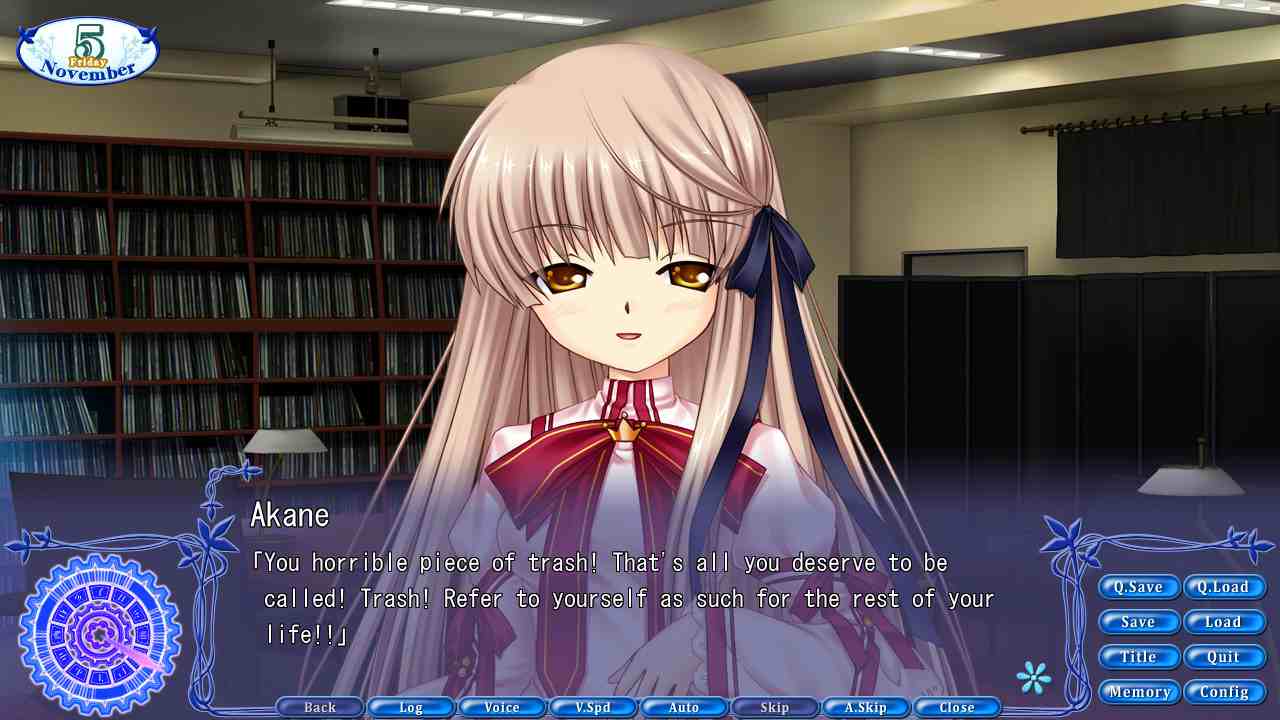 5
Friday
November
Akane
「You horrible piece of trash! That's all you deserve to be
called! Trash! Refer to yourself as such for the rest of your
life!!」
Q.Save
Q.Load
Save
Load
Title
Quit
Memory
Config
Back
Log
Voice
V.Spd
Auto
Skip
A.Skip
Close